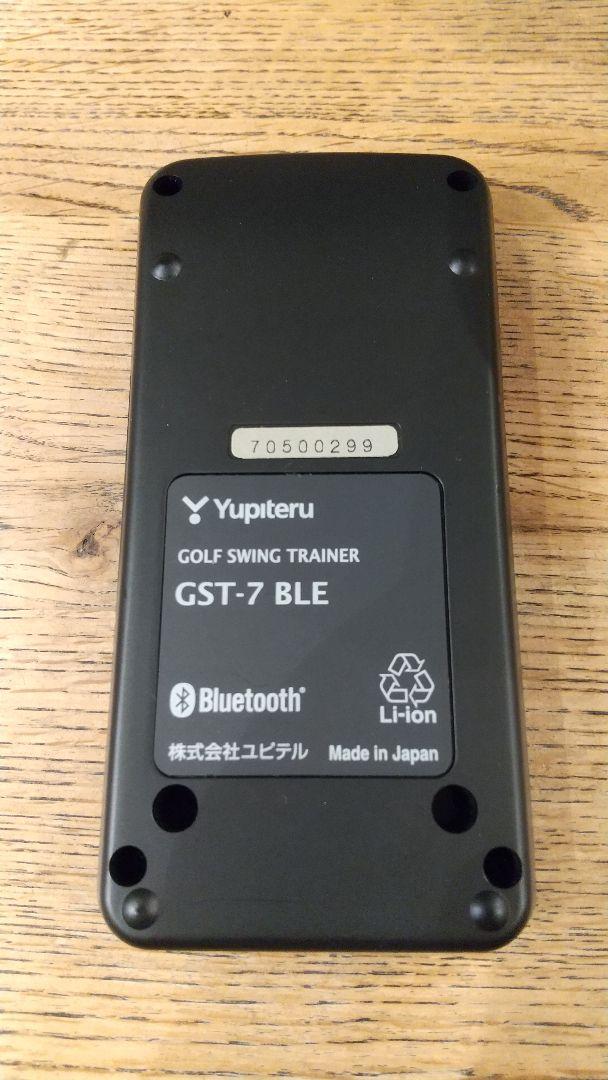 70500299
Yupiteru
GOLF SWING TRAINER
GST-7 BLE
Bluetooth®
Li-ion
株式会社ユピテル Made in Japan